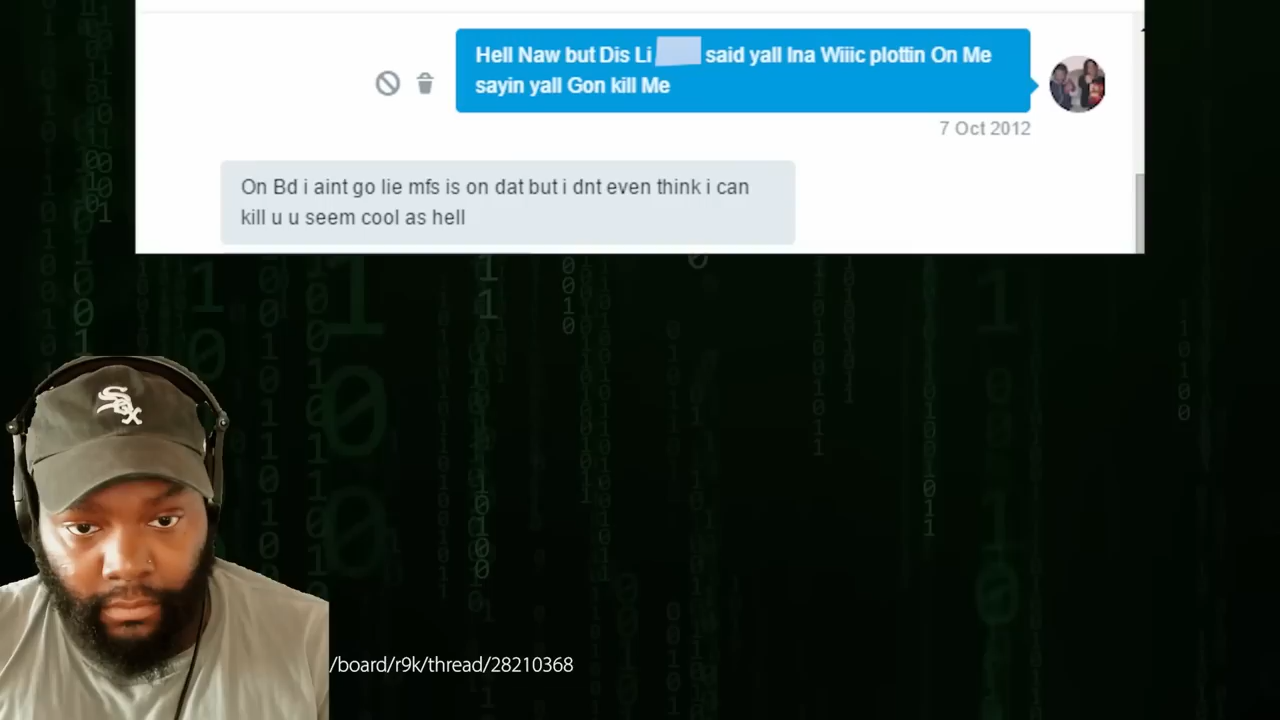 Hell Naw but Dis Li said yall Ina Wiiic plottin On Me
sayin yall Gon kill Me
7 Oct 2012
On Bd i aint go lie mfs is on dat but i dnt even think i can
kill u u seem cool as hell
Sox
/board/r9k/thread/28210368